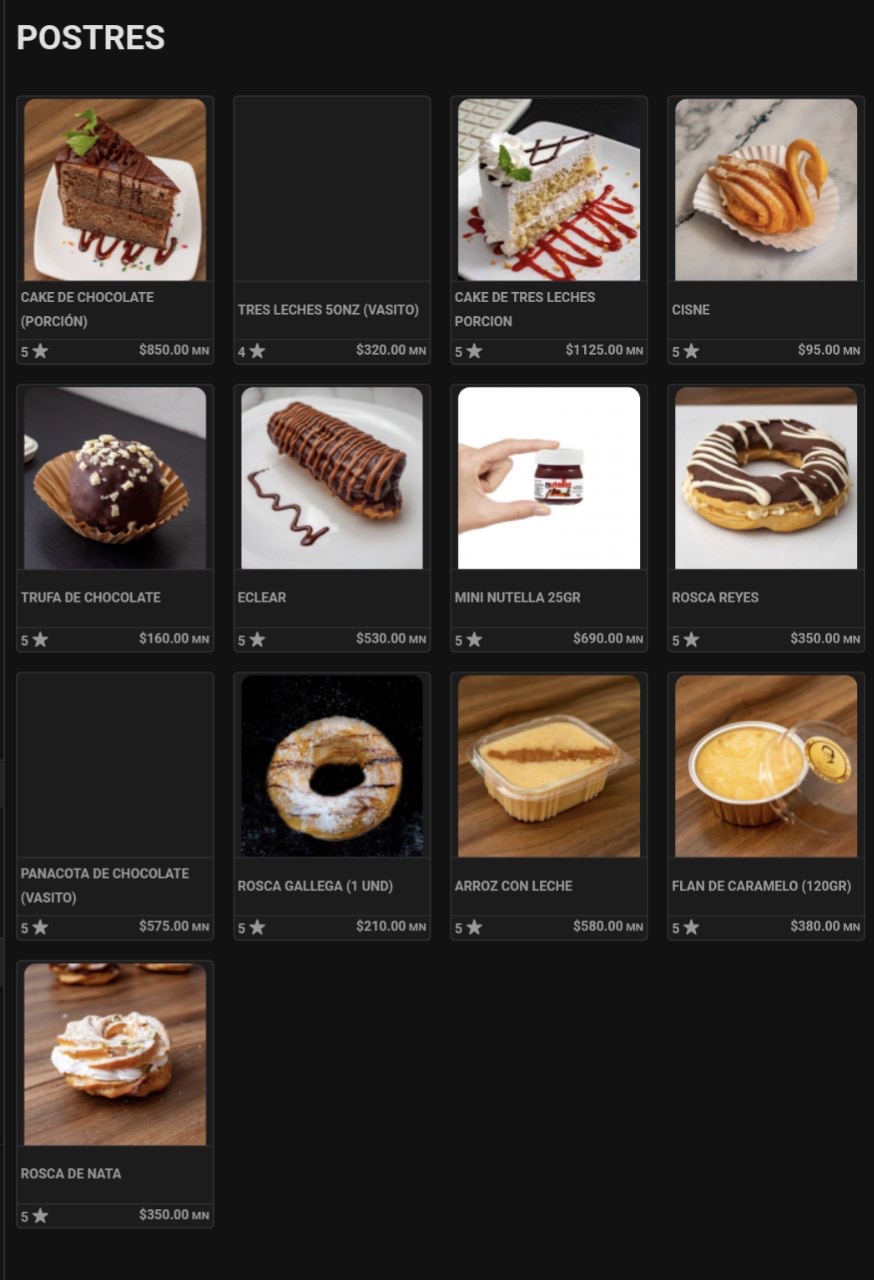 POSTRES
CAKE DE CHOCOLATE
(PORCIÓN)
5 ★ $850.00 MN
TRES LECHES 5ONZ (VASITO)
4 ★ $320.00 MN
CAKE DE TRES LECHES
PORCION
5 ★ $1125.00 MN
CISNE
5 ★ $95.00 MN
TRUFA DE CHOCOLATE
5 ★ $160.00 MN
ECLEAR
5 ★ $530.00 MN
nutella
MINI NUTELLA 25GR
5 ★ $690.00 MN
ROSCA REYES
5 ★ $350.00 MN
PANACOTA DE CHOCOLATE
(VASITO)
5 ★ $575.00 MN
ROSCA GALLEGA (1 UND)
5 ★ $210.00 MN
ARROZ CON LECHE
5 ★ $580.00 MN
FLAN DE CARAMELO (120GR)
5 ★ $380.00 MN
ROSCA DE NATA
5 ★ $350.00 MN